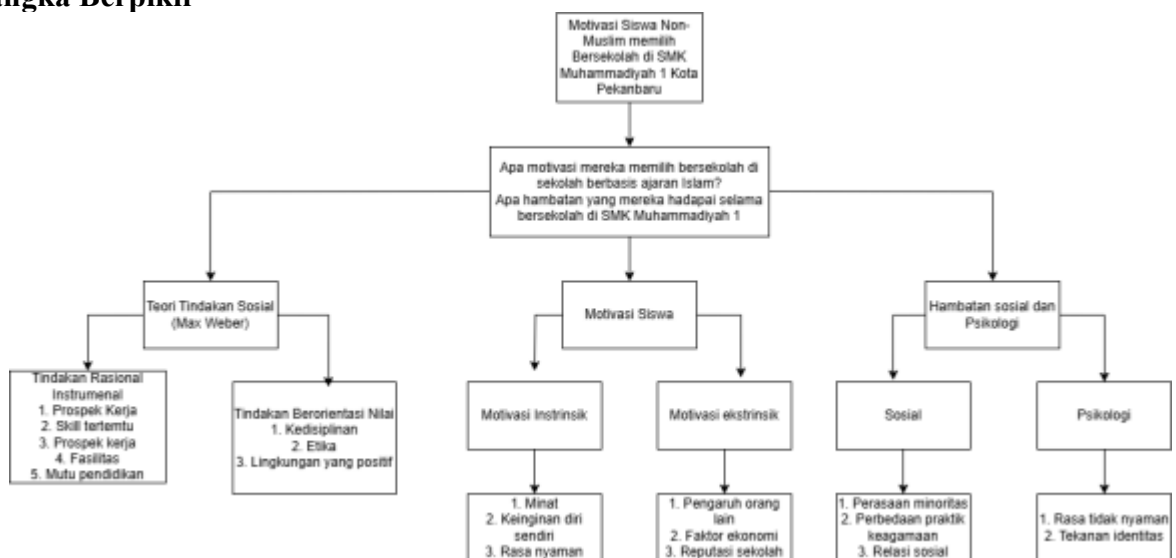 Berpikir
Motivasi Siswa Non-
Muslim memilih
Bersekolah di SMK
Muhammadiyah 1 Kota
Pekanbaru
Apa motivasi mereka memilih bersekolah di
sekolah berbasis ajaran Islam?
Apa hambatan yang mereka hadapai selama
bersekolah di SMK Muhammadiyah 1
Teori Tindakan Sosial
(Max Weber)
Motivasi Siswa
Hambatan sosial dan
Psikologi
Tindakan Rasional
Instrumenal
1. Prospek Kerja
2. Skill tertemtu
3. Prospek kerja
4. Fasilitas
5. Mutu pendidikan
Tindakan Berorientasi Nilai
1. Kedisiplinan
2. Etika
3. Lingkungan yang positif
Motivasi Instrinsik
Motivasi ekstrinsik
Sosial
Psikologi
1. Minat
2. Keinginan diri
sendiri
3. Rasa nyaman
1. Pengaruh orang
lain
2. Faktor ekonomi
3. Reputasi sekolah
1. Perasaan minoritas
2. Perbedaan praktik
keagamaan
3. Relasi sosial
1. Rasa tidak nyaman
2. Tekanan identitas